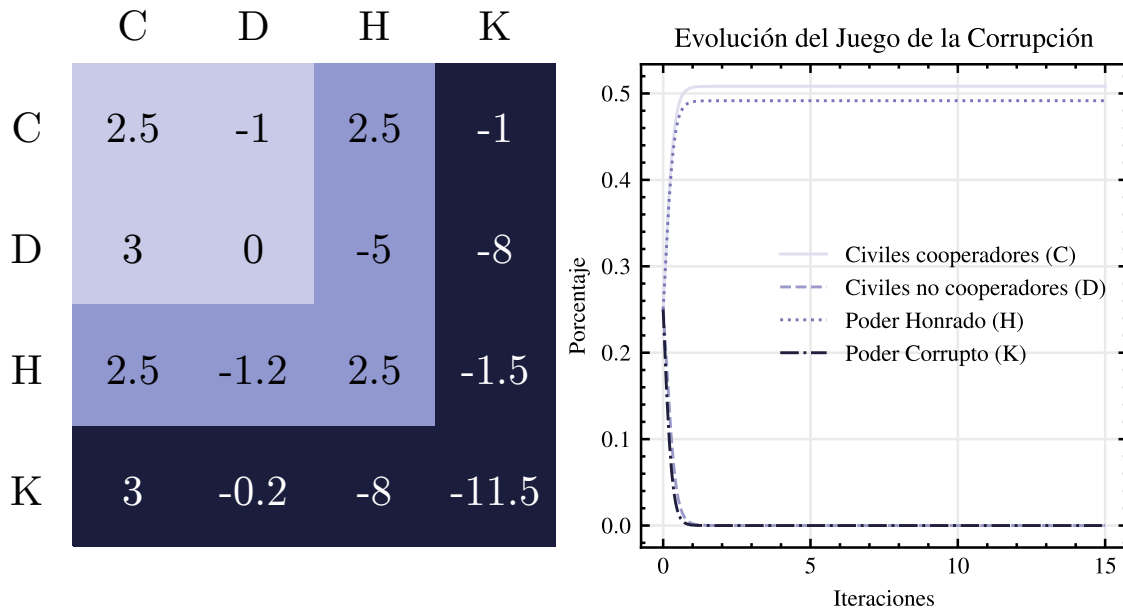 C D H K
C 2.5 -1 2.5 -1
D 3 0 -5 -8
H 2.5 -1.2 2.5 -1.5
K 3 -0.2 -8 -11.5
Evolución del Juego de la Corrupción
Porcentaje
0.5
0.4
0.3
0.2
0.1
0.0
Civiles cooperadores (C)
Civiles no cooperadores (D)
Poder Honrado (H)
Poder Corrupto (K)
0 5 10 15
Iteraciones